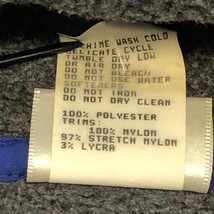 MACHINE WASH COLD
DELICATE CYCLE
TUMBLE DRY LOW
OR AIR DRY
DO NOT BLEACH
DO NOT USE WATER
SOFTENERS
DO NOT IRON
DO NOT DRY CLEAN
100% POLYESTER
TRIMS:
100% NYLON
97% STRETCH NYLON
3% LYCRA